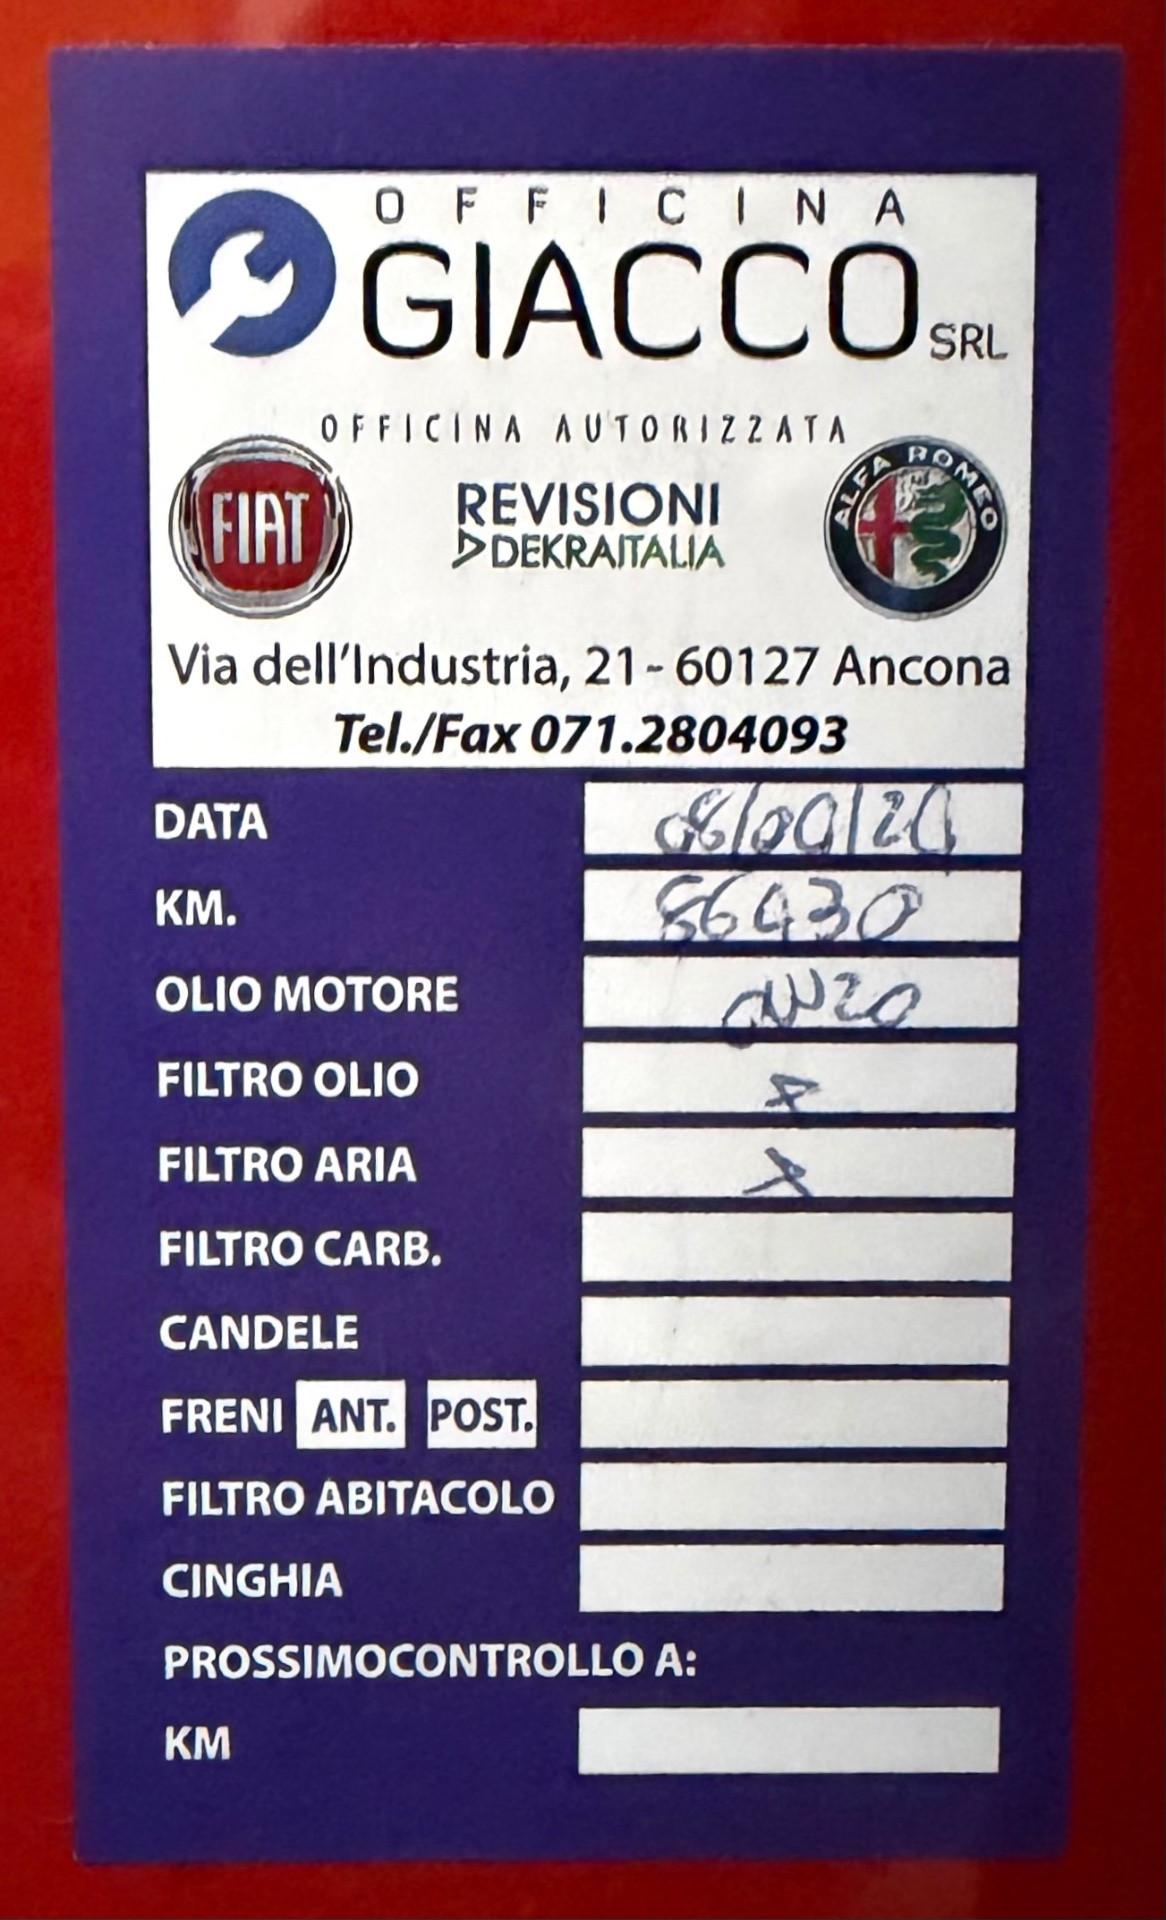 OFFICINA
GIACCO SRL
OFFICINA AUTORIZZATA
FIAT
REVISIONI
DEKRAITALIA
ALFA ROMEO
Via dell'Industria, 21 - 60127 Ancona
Tel./Fax 071.2804093
DATA
KM. 86430
OLIO MOTORE 0W20
FILTRO OLIO X
FILTRO ARIA X
FILTRO CARB.
CANDELE
FRENI ANT. POST.
FILTRO ABITACOLO
CINGHIA
PROSSIMOCONTROLLO A:
KM